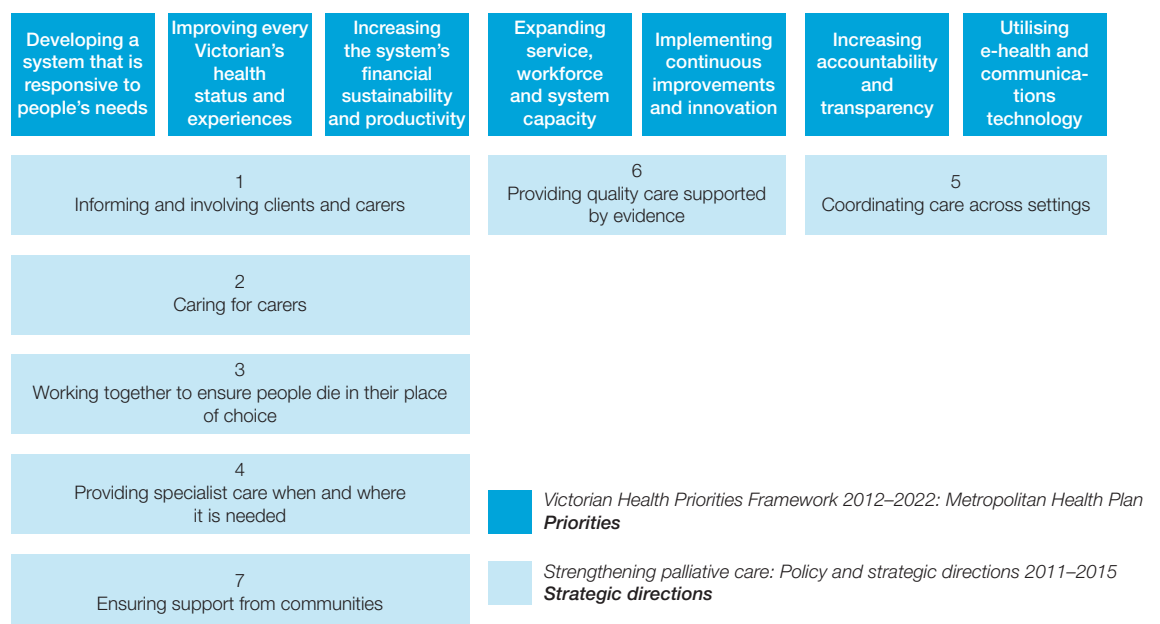 Developing a
system that is
responsive to
people's needs
Improving every
Victorian's
health
status and
experiences
Increasing
the system's
financial
sustainability
and productivity
Expanding
service,
workforce
and system
capacity
Implementing
continuous
improvements
and innovation
Increasing
accountability
and
transparency
Utilising
e-health and
communica-
tions
technology
1
Informing and involving clients and carers
6
Providing quality care supported
by evidence
5
Coordinating care across settings
2
Caring for carers
3
Working together to ensure people die in their place
of choice
4
Providing specialist care when and where
it is needed
7
Ensuring support from communities
Victorian Health Priorities Framework 2012–2022: Metropolitan Health Plan
Priorities
Strengthening palliative care: Policy and strategic directions 2011–2015
Strategic directions